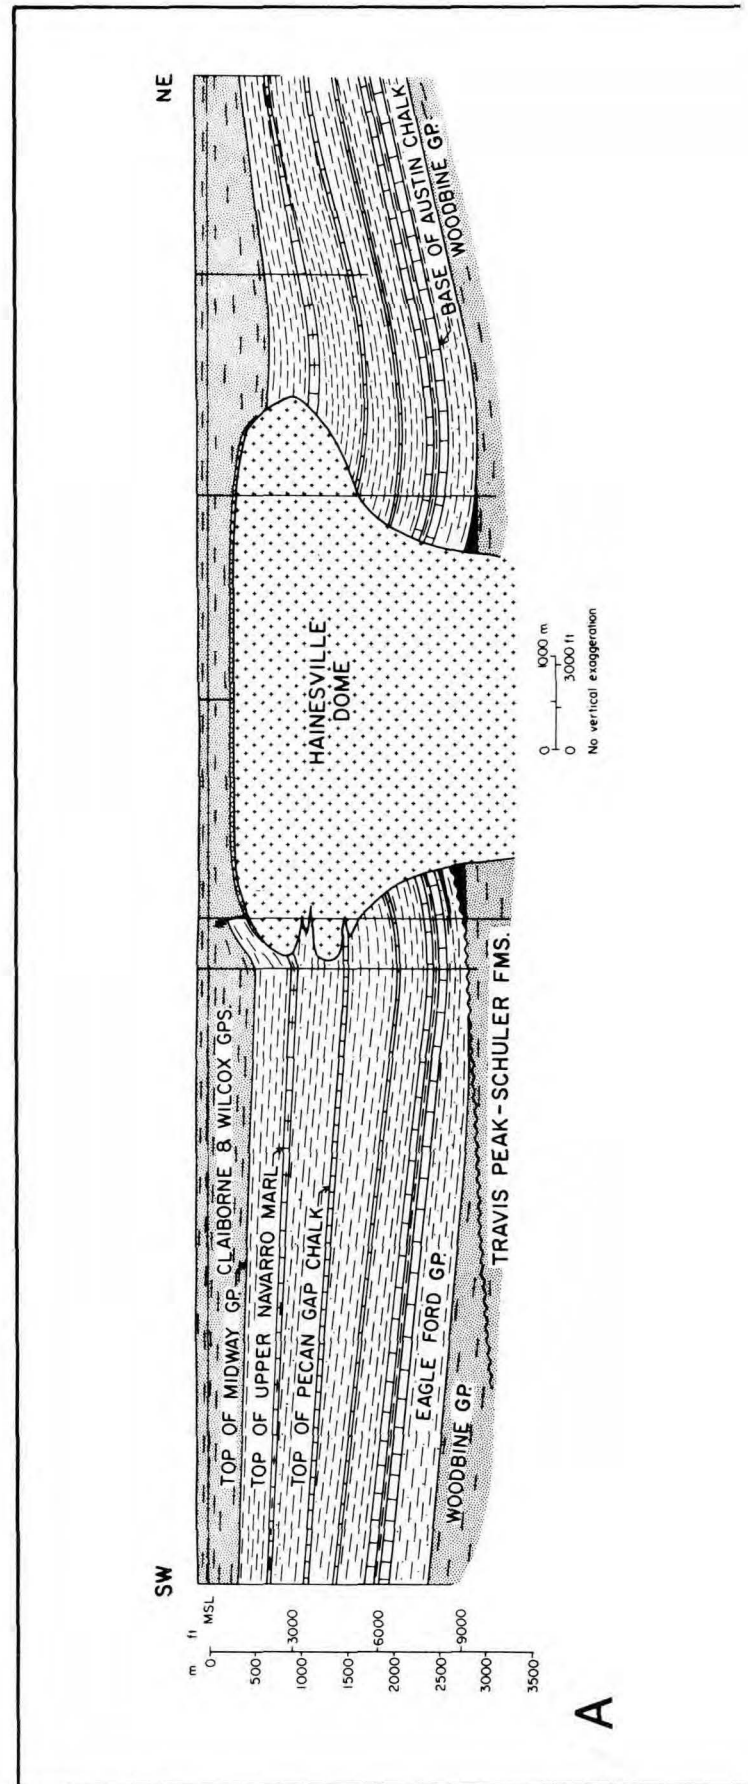 SW
NE
ft
m
MSL
0
500
1000
1500
2000
2500
3000
3500
3000
6000
9000
CLAIBORNE & WILCOX GPS.
TOP OF MIDWAY GP.
TOP OF UPPER NAVARRO MARL
TOP OF PECAN GAP CHALK
EAGLE FORD GP.
WOODBINE GP.
TRAVIS PEAK-SCHULER FMS.
HAINESVILLE
DOME
BASE OF AUSTIN CHALK
WOODBINE GP.
0 1000 m
0 3000 ft
No vertical exaggeration
A